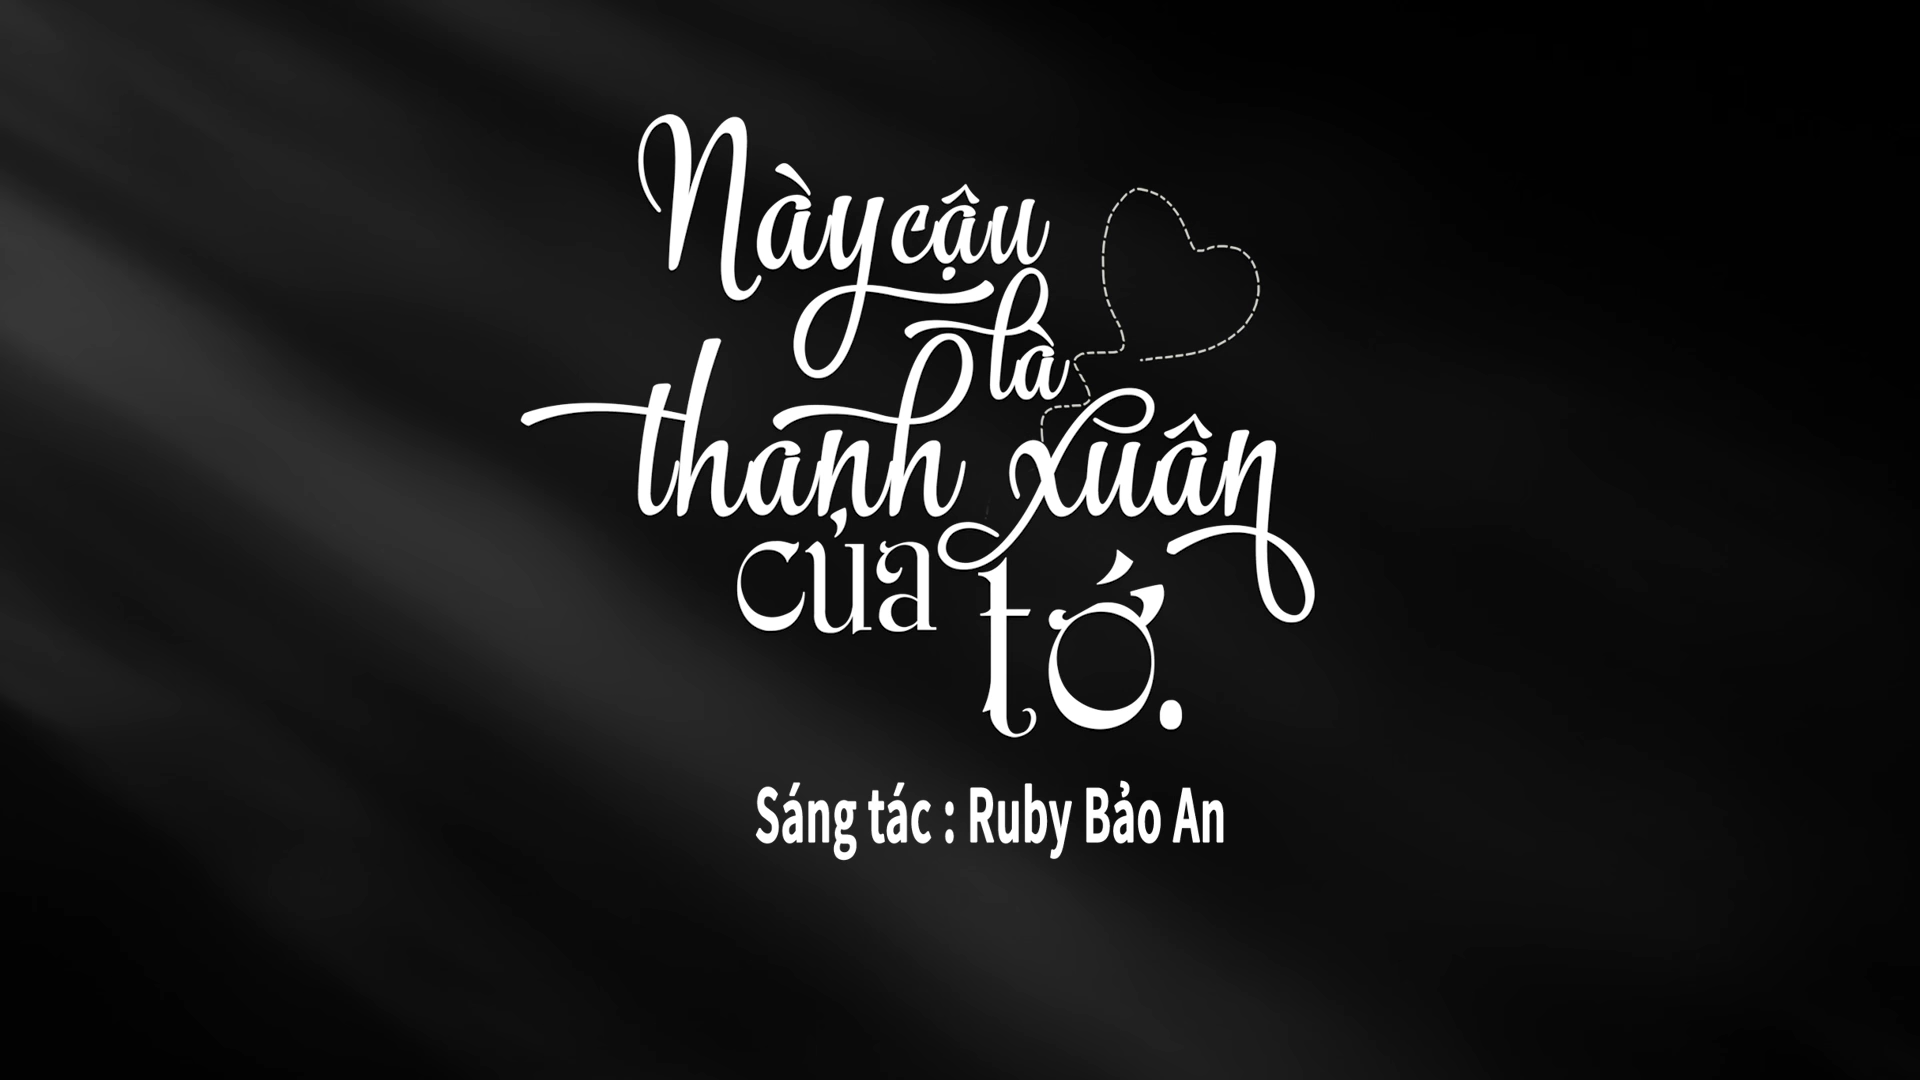 Này cậu
là
thanh xuân
của
tớ.
Sáng tác : Ruby Bảo An